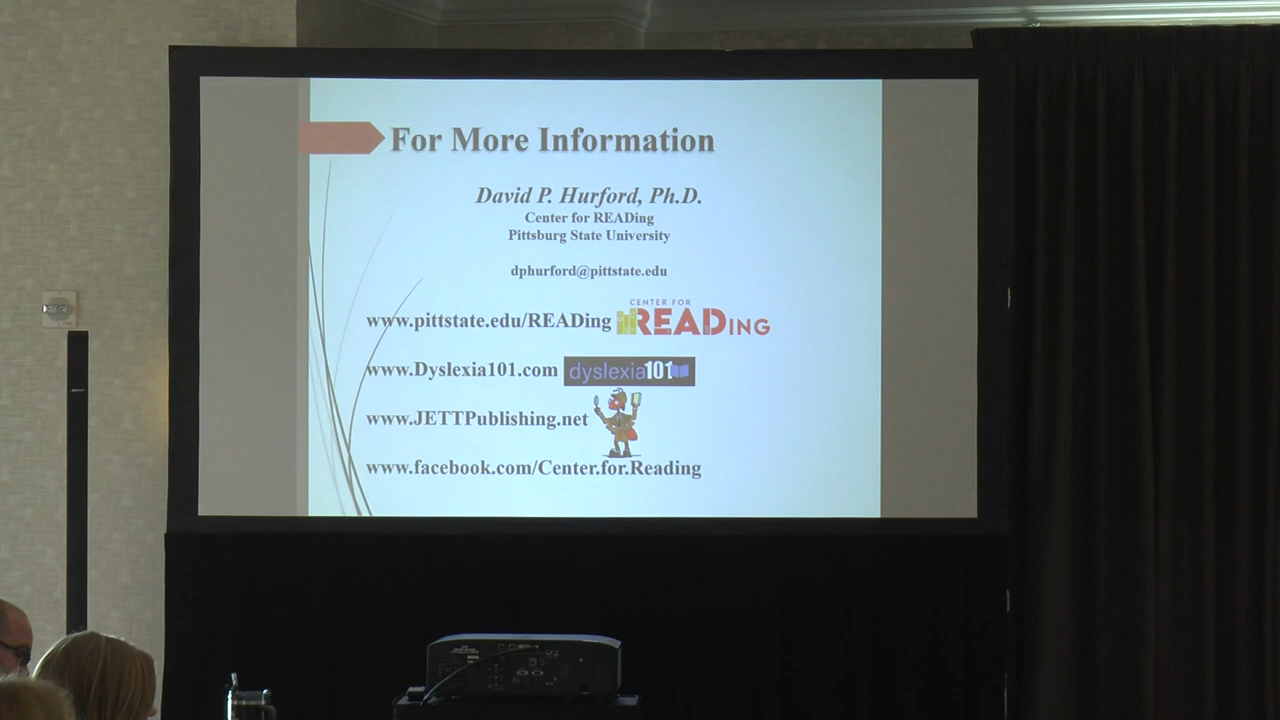 For More Information
David P. Hurford, Ph.D.
Center for READing
Pittsburg State University
dphurford@pittstate.edu
www.pittstate.edu/READing
CENTER FOR
READING
www.Dyslexia101.com
dyslexia101
www.JETTPublishing.net
www.facebook.com/Center.for.Reading